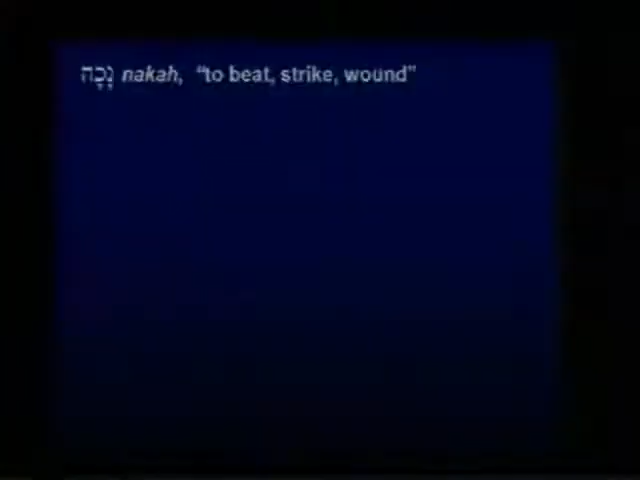 נָכָה nakah, “to beat, strike, wound”